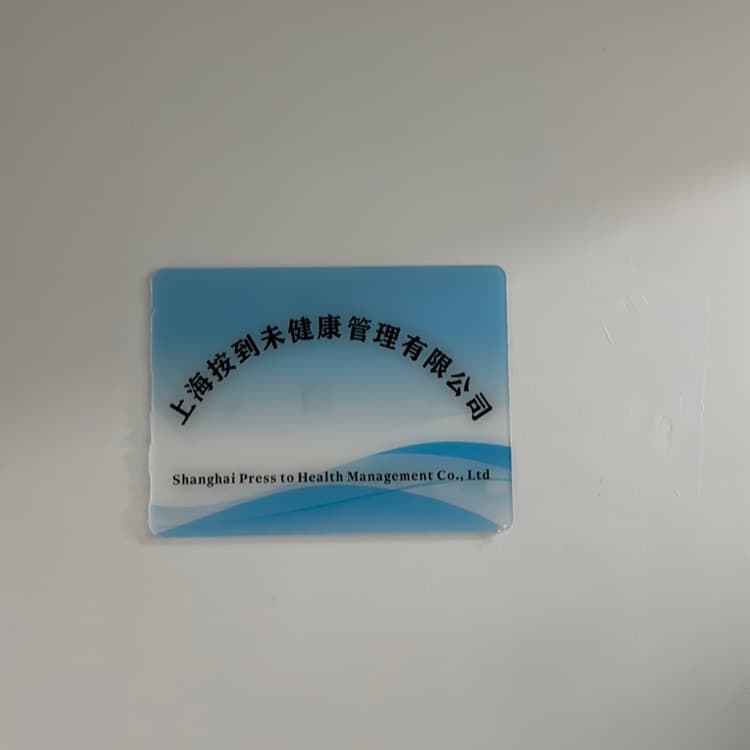 上海按到未健康管理有限公司
Shanghai Press to Health Management Co., Ltd